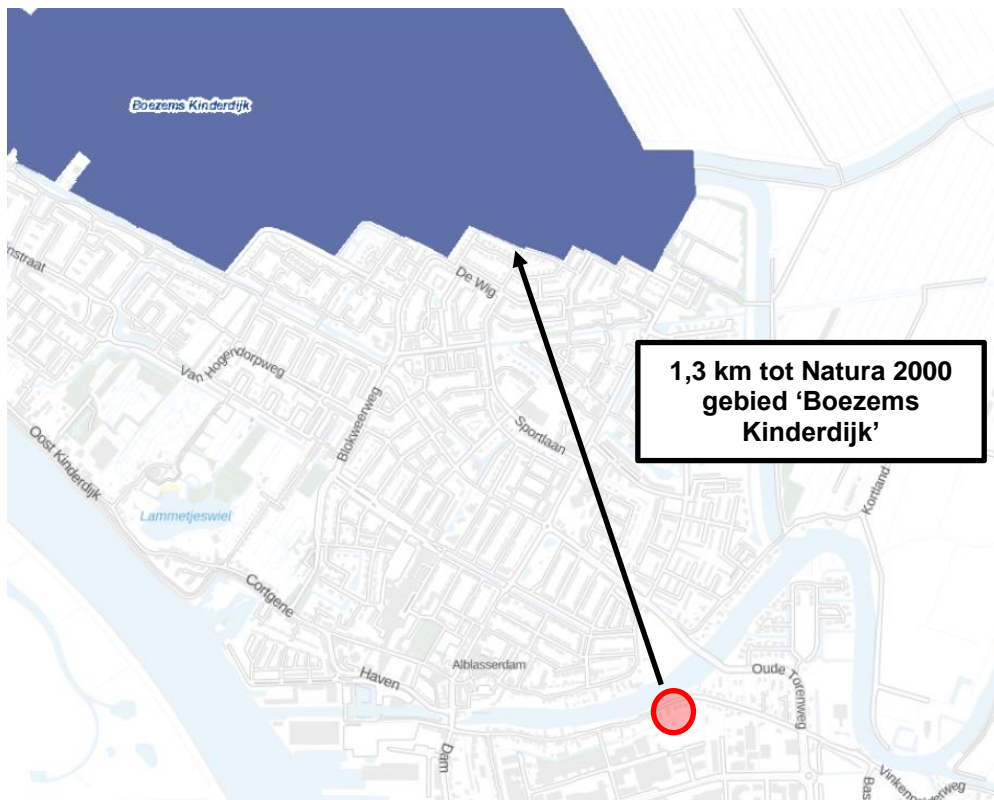 Boezems Kinderdijk
nstraat
De Wig
1,3 km tot Natura 2000
gebied ‘Boezems
Kinderdijk’
Van Hogendorpweg
Blokweerweg
Sportlaan
Oost Kinderdijk
Kortland
Lammetjeswiel
Cortgene
Haven
Alblasserdam
Oude Torenweg
Dam
Bas